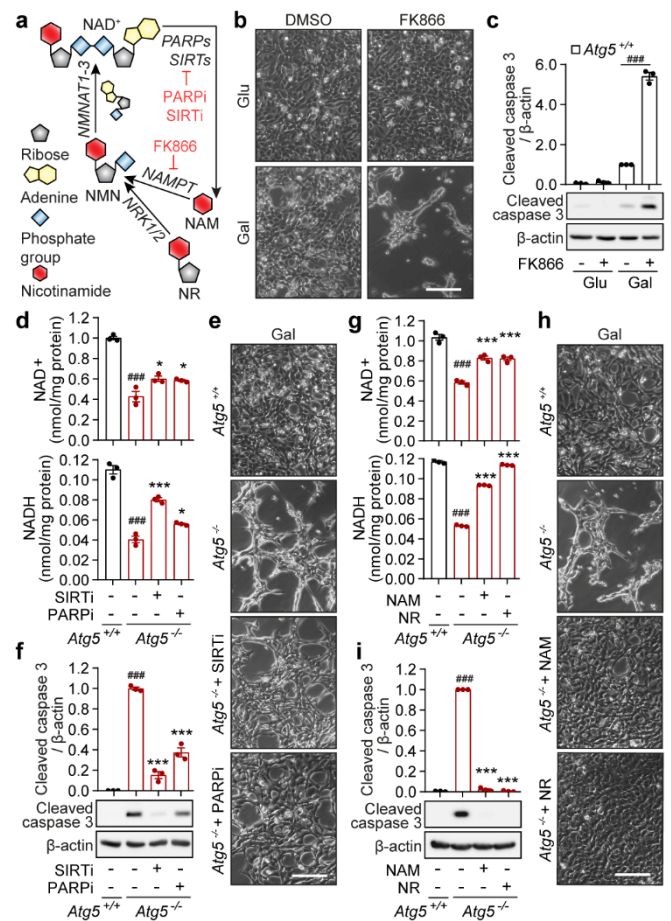 a
NAD⁺
PARPs
SIRTs
PARPi
SIRTi
NMNAT1-3
FK866
NAMPT
NMN
NAM
NRK1/2
NR
Ribose
Adenine
Phosphate
group
Nicotinamide
b
DMSO
FK866
Glu
Gal
c
Atg5+/+
###
Cleaved caspase 3
/ β-actin
6.0
4.0
2.0
0.0
Cleaved
caspase 3
β-actin
FK866
- + - +
Glu Gal
d
NAD+
(nmol/mg protein)
1.2
1.0
0.8
0.6
0.4
0.2
0.0
### * *
NADH
(nmol/mg protein)
0.12
0.10
0.08
0.06
0.04
0.02
0.00
### *** *
SIRTi - - + -
PARPi - - - +
Atg5+/+ Atg5-/-
e
Gal
Atg5+/+
Atg5-/-
Atg5-/- + SIRTi
Atg5-/- + PARPi
f
Cleaved caspase 3
/ β-actin
1.2
1.0
0.8
0.6
0.4
0.2
0.0
### *** ***
Cleaved
caspase 3
β-actin
SIRTi - - + -
PARPi - - - +
Atg5+/+ Atg5-/-
g
NAD+
(nmol/mg protein)
1.2
1.0
0.8
0.6
0.4
0.2
0.0
### *** ***
NADH
(nmol/mg protein)
0.12
0.10
0.08
0.06
0.04
0.02
0.00
### *** ***
NAM - - + -
NR - - - +
Atg5+/+ Atg5-/-
h
Gal
Atg5+/+
Atg5-/-
Atg5-/- + NAM
Atg5-/- + NR
i
Cleaved caspase 3
/ β-actin
1.2
1.0
0.8
0.6
0.4
0.2
0.0
### *** ***
Cleaved
caspase 3
β-actin
NAM - - + -
NR - - - +
Atg5+/+ Atg5-/-